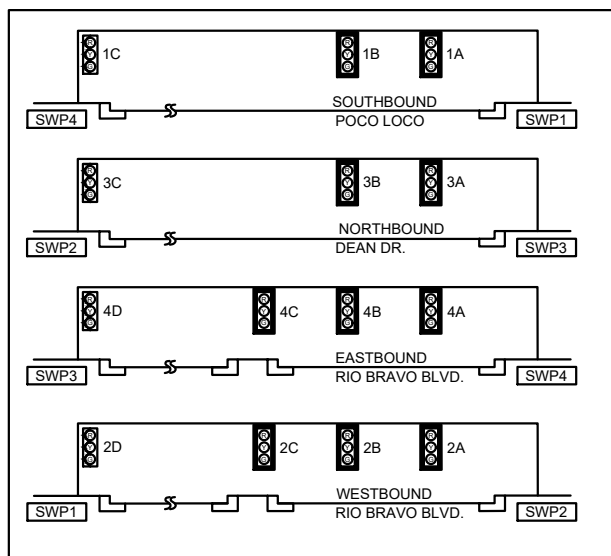 R
Y
G
1C
R
Y
G
1B
R
Y
G
1A
SOUTHBOUND
POCO LOCO
SWP4
SWP1
R
Y
G
3C
R
Y
G
3B
R
Y
G
3A
NORTHBOUND
DEAN DR.
SWP2
SWP3
R
Y
G
4D
R
Y
G
4C
R
Y
G
4B
R
Y
G
4A
EASTBOUND
RIO BRAVO BLVD.
SWP3
SWP4
R
Y
G
2D
R
Y
G
2C
R
Y
G
2B
R
Y
G
2A
WESTBOUND
RIO BRAVO BLVD.
SWP1
SWP2